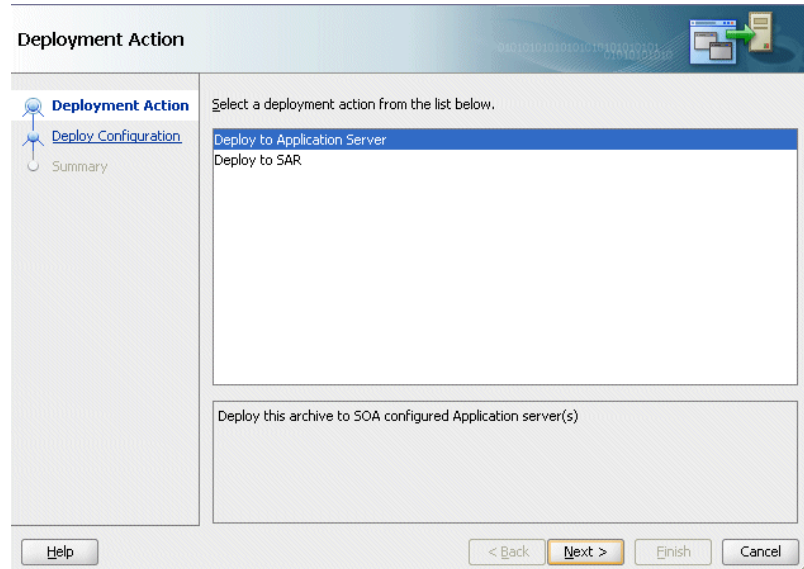 Deployment Action
Deployment Action
Deploy Configuration
Summary
Select a deployment action from the list below.
Deploy to Application Server
Deploy to SAR
Deploy this archive to SOA configured Application server(s)
Help
< Back
Next >
Finish
Cancel